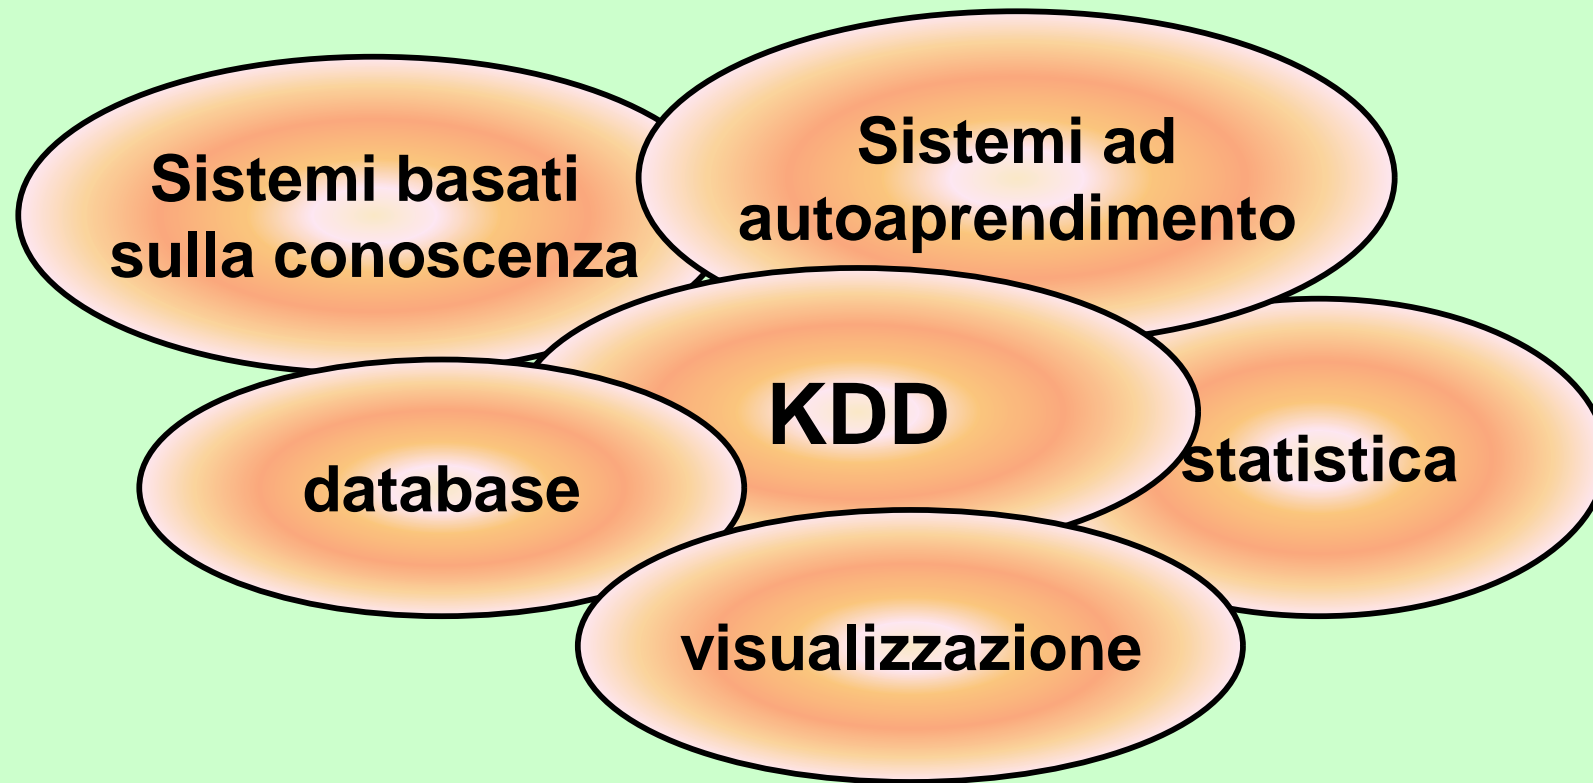 Sistemi basati
sulla conoscenza
Sistemi ad
autoaprendimento
KDD
database
statistica
visualizzazione